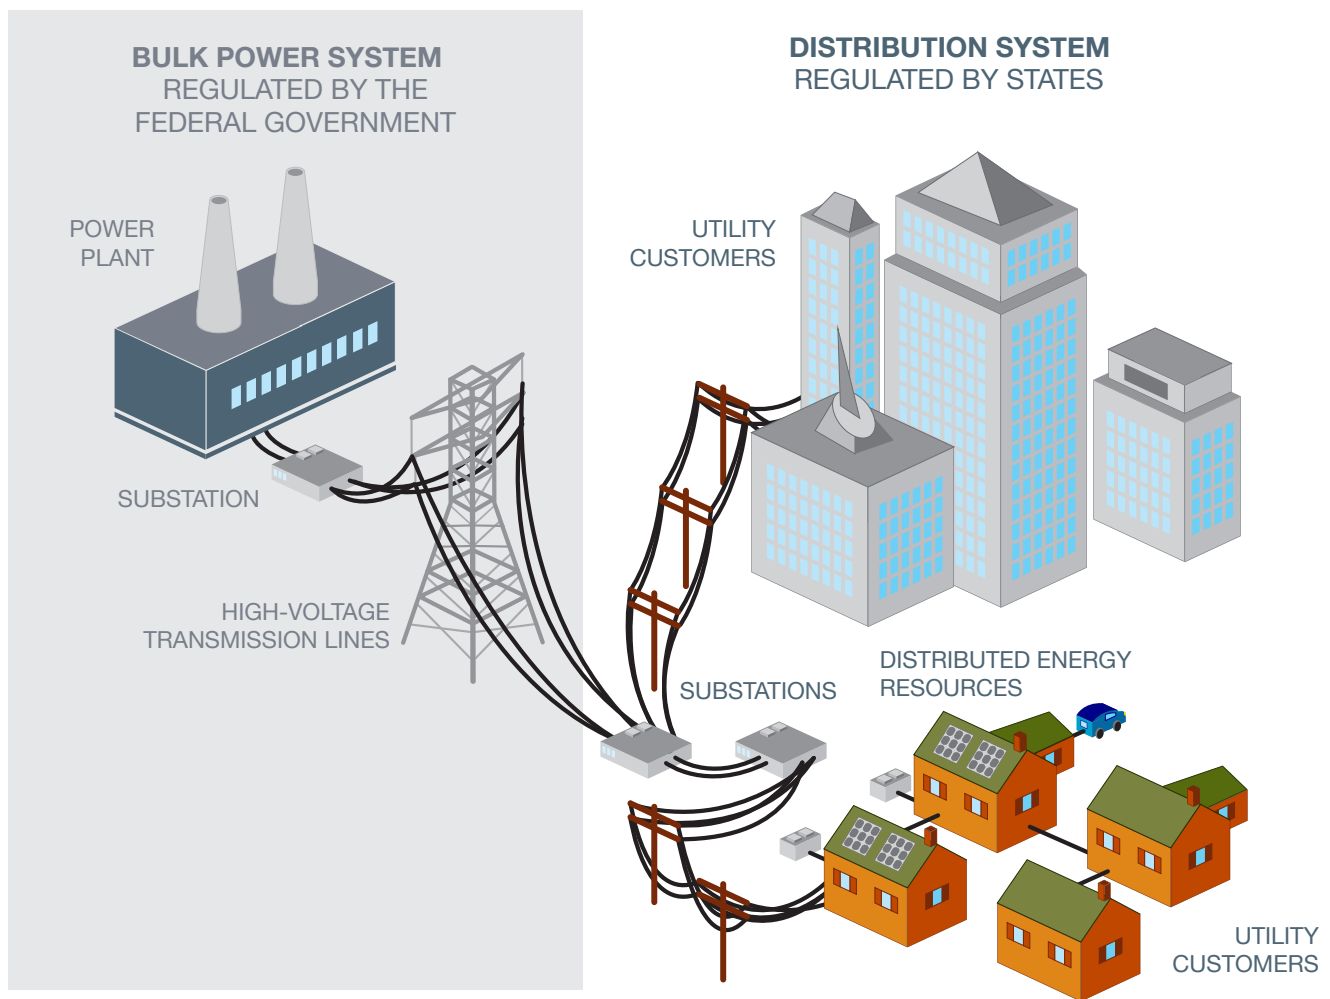 BULK POWER SYSTEM
REGULATED BY THE
FEDERAL GOVERNMENT
DISTRIBUTION SYSTEM
REGULATED BY STATES
POWER
PLANT
UTILITY
CUSTOMERS
SUBSTATION
HIGH-VOLTAGE
TRANSMISSION LINES
SUBSTATIONS
DISTRIBUTED ENERGY
RESOURCES
UTILITY
CUSTOMERS